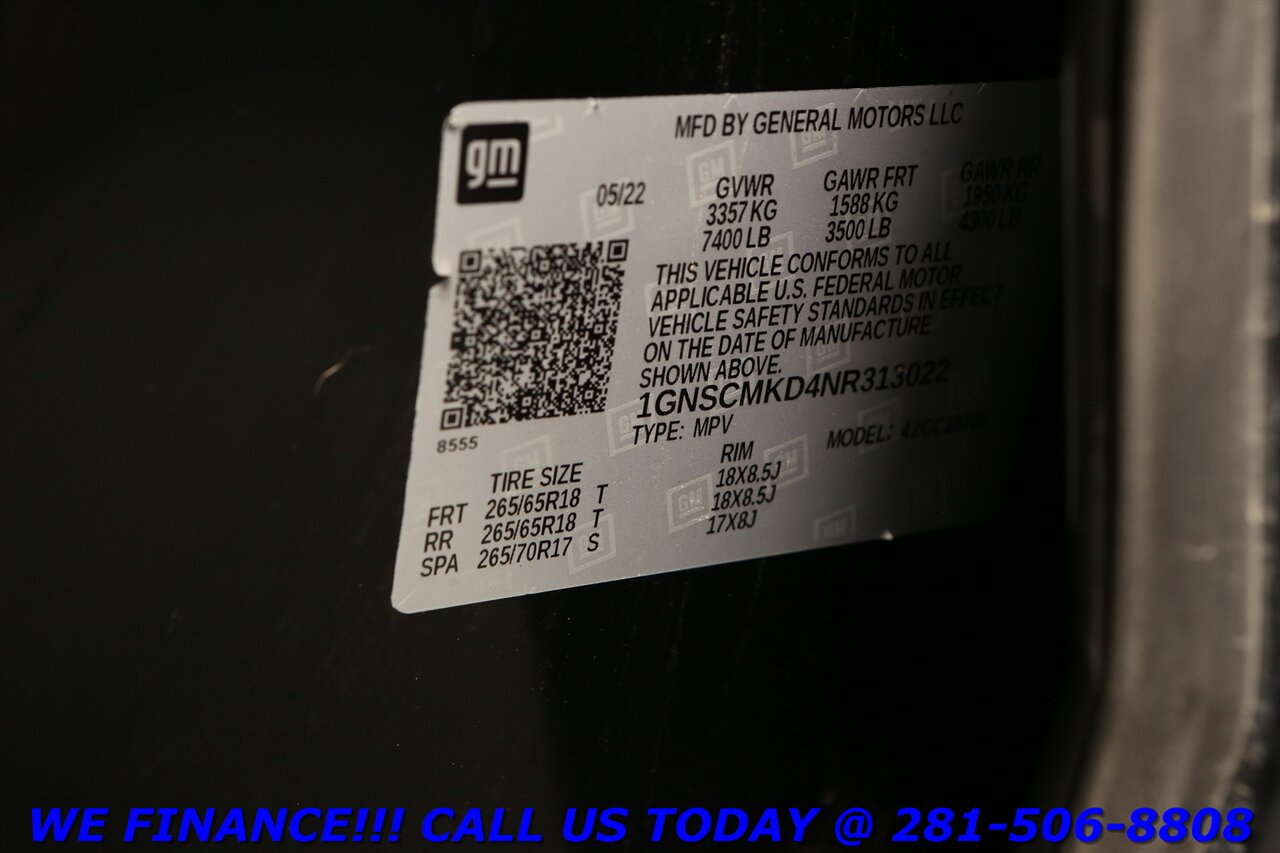 gm
MFD BY GENERAL MOTORS LLC
05/22 GVWR GAWR FRT GAWR RR
3357 KG 1588 KG 1950 KG
7400 LB 3500 LB 4300 LB
THIS VEHICLE CONFORMS TO ALL
APPLICABLE U.S. FEDERAL MOTOR
VEHICLE SAFETY STANDARDS IN EFFECT
ON THE DATE OF MANUFACTURE
SHOWN ABOVE.
1GNSCMKD4NR313022
8555
TYPE: MPV MODEL:
TIRE SIZE RIM
FRT 265/65R18 T 18X8.5J
RR 265/65R18 T 18X8.5J
SPA 265/70R17 S 17X8J
WE FINANCE!!! CALL US TODAY @ 281-506-8808